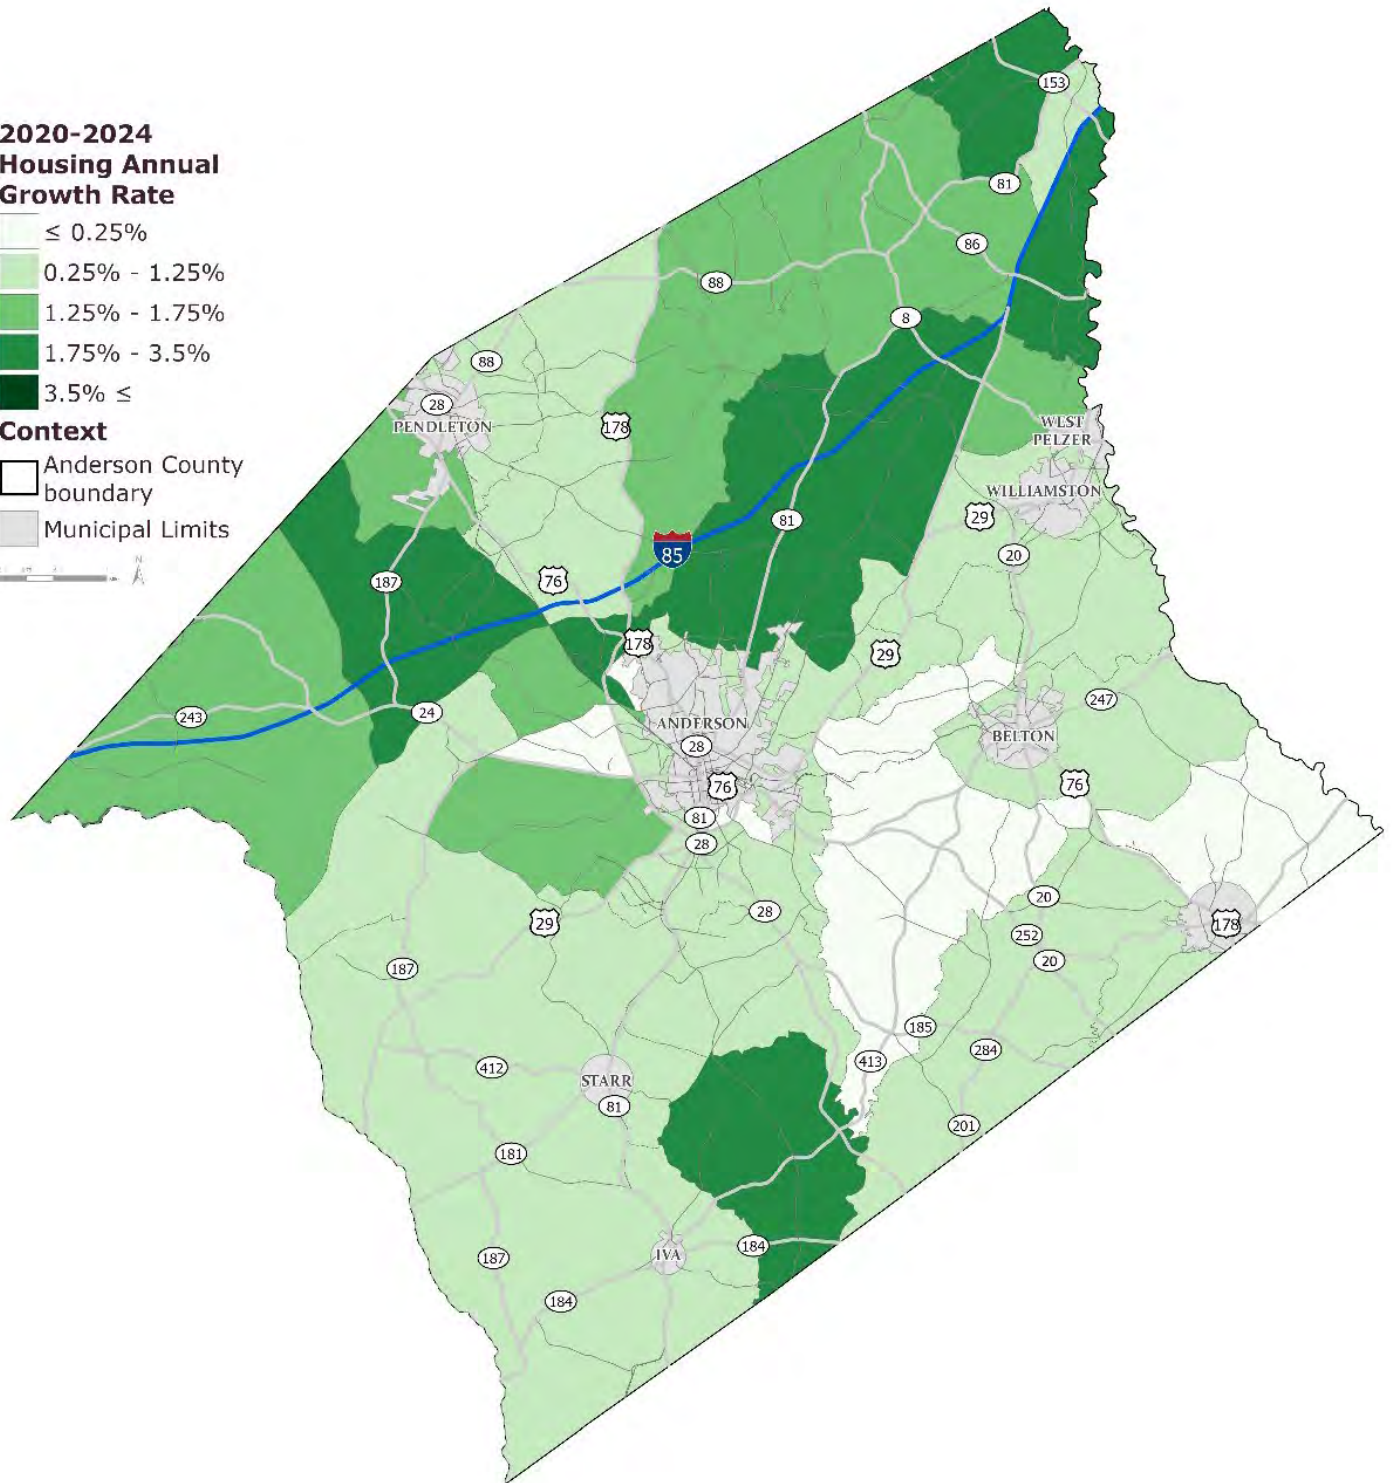 2020-2024
Housing Annual
Growth Rate
≤ 0.25%
0.25% - 1.25%
1.25% - 1.75%
1.75% - 3.5%
3.5% ≤
Context
Anderson County
boundary
Municipal Limits
N
153
81
86
88
8
88
28
PENDLETON
178
WEST
PELZER
WILLIAMSTON
29
81
85
20
187
76
178
29
247
243
24
ANDERSON
28
BELTON
76
76
81
28
20
28
29
178
252
20
187
185
284
413
412
STARR
81
201
181
184
IVA
187
184